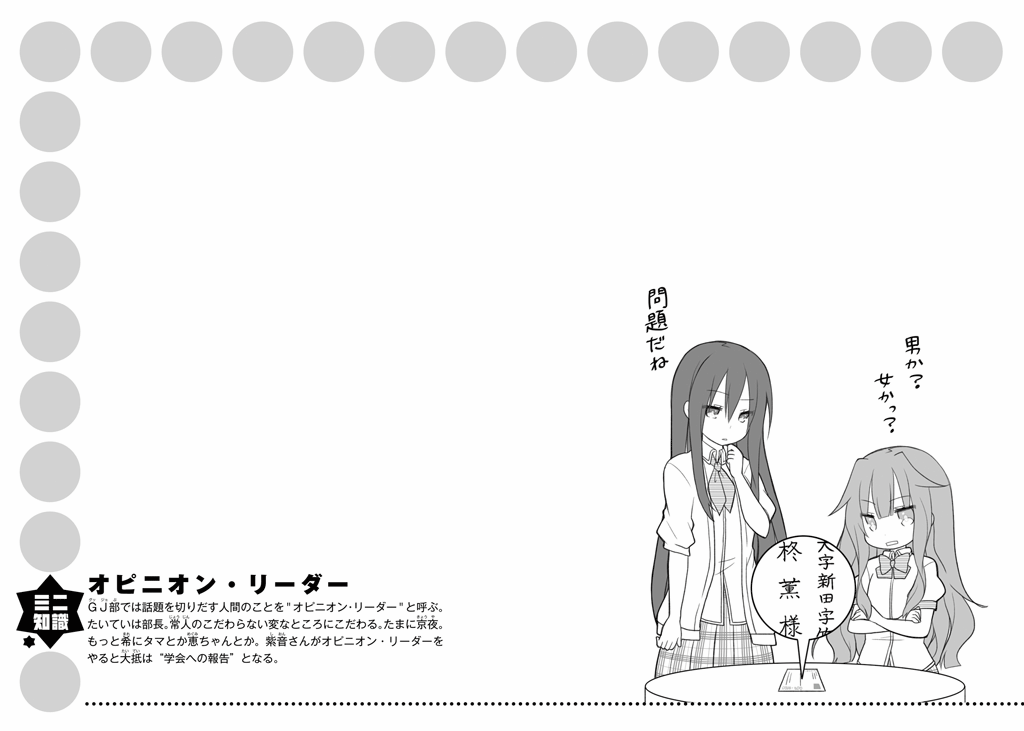 問題だね
男か？
女かっ？
大字新田字
柊薫様
ミニ
知識
オピニオン・リーダー
GJ部では話題を切りだす人間のことを"オピニオン・リーダー"と呼ぶ。
たいていは部長。常人のこだわらない変なところにこだわる。たまに京夜。
もっと希にタマとか恵ちゃんとか。紫音さんがオピニオン・リーダーを
やると大抵は“学会への報告”となる。